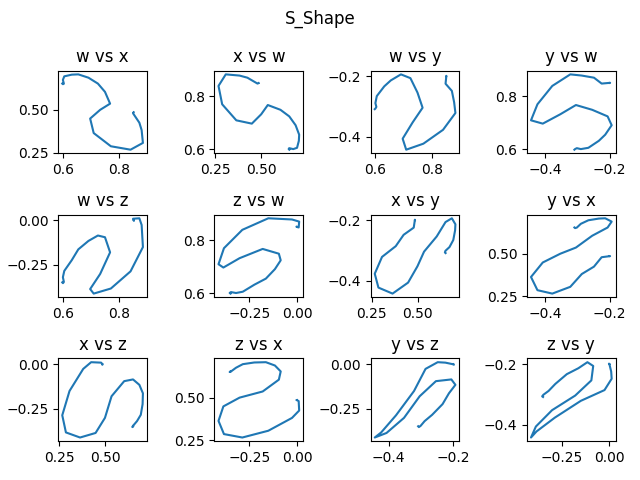 S_Shape
w vs x x vs w w vs y y vs w
0.50 0.25 0.6 0.8
0.8 0.6 0.25 0.50
−0.2 −0.4 0.6 0.8
0.8 0.6 −0.4 −0.2
w vs z z vs w x vs y y vs x
0.00 −0.25 0.6 0.8
0.8 0.6 −0.25 0.00
−0.2 −0.4 0.25 0.50
0.50 0.25 −0.4 −0.2
x vs z z vs x y vs z z vs y
0.00 −0.25 0.25 0.50
0.50 0.25 −0.25 0.00
0.00 −0.25 −0.4 −0.2
−0.2 −0.4 −0.25 0.00